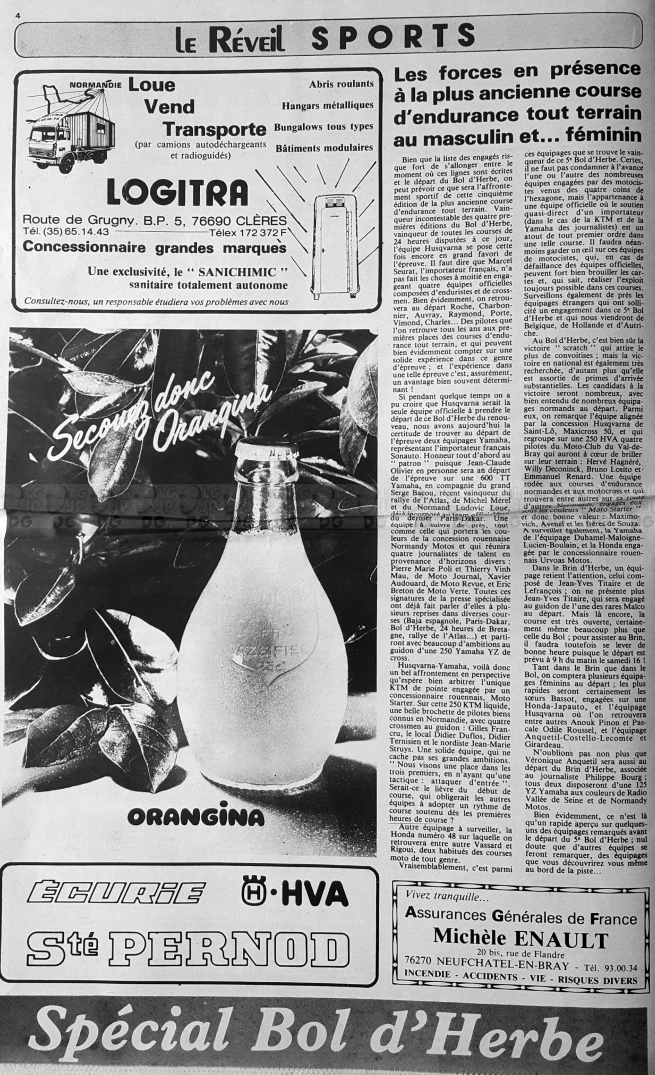 4
LE RÉVEIL SPORTS
NORMANDIE
Loue
Vend
Transporte
(par camions autodéchargeants
et radioguidés)
Abris roulants
Hangars métalliques
Bungalows tous types
Bâtiments modulaires
LOGITRA
Route de Grugny. B.P. 5, 76690 CLÈRES
Tél. (35) 65.14.43 Télex 172 372 F
Concessionnaire grandes marques
Une exclusivité, le " SANICHIMIC "
sanitaire totalement autonome
Consultez-nous, un responsable étudiera vos problèmes avec nous
Secouez donc
Orangina
ORANGINA
ÉCURIE HVA
Sté PERNOD
Les forces en présence
à la plus ancienne course
d'endurance tout terrain
au masculin et... féminin
Bien que la liste des engagés ris-
que fort de s'allonger entre le
moment où ces lignes sont écrites
et le départ du Bol d'Herbe, on
peut prévoir ce que sera l'affronte-
ment sportif de cette cinquième
édition de la plus ancienne course
d'endurance tout terrain. Vain-
queur incontestable des quatre pre-
mières éditions du Bol d'Herbe,
vainqueur de toutes les courses de
24 heures disputées à ce jour,
l'équipe Husqvarna se pose cette
fois encore en grand favori de
l'épreuve. Il faut dire que Marcel
Seurat, l'importateur français, n'a
pas fait les choses à moitié en enga-
geant quatre équipes officielles
composées d'enduristes et de cross-
men. Bien évidemment, on retrou-
vera au départ Roche, Charbon-
nier, Auvray, Raymond, Porte,
Vimond, Charles... Des pilotes que
l'on retrouve tous les ans aux pre-
mières places des courses d'endu-
rance tout terrain, et qui peuvent
bien évidemment compter sur une
solide expérience dans ce genre
d'épreuve ; et l'expérience dans
une telle épreuve c'est, assurément,
un avantage bien souvent détermi-
nant !
Si pendant quelque temps on a
pu croire que Husqvarna serait la
seule équipe officielle à prendre le
départ de ce Bol d'Herbe du renou-
veau, nous avons aujourd'hui la
certitude de trouver au départ de
l'épreuve deux équipages Yamaha,
représentant l'importateur français
Sonauto. Honneur tout d'abord au
" patron " puisque Jean-Claude
Olivier en personne sera au départ
de l'épreuve sur une 600 TT
Yamaha, en compagnie du grand
Serge Bacou, récent vainqueur du
rallye de l'Atlas, de Michel Mérel
et du Normand Ludovic Loue,
du dernier Paris-Dakar. Une
équipe à suivre de près, tout
comme celle qui portera les cou-
leurs de la concession rouennaise
Normandy Motos et qui réunira
quatre journalistes de talent en
provenance d'horizons divers :
Pierre Marie Poli et Thierry Vinh
Mau, de Moto Journal, Xavier
Audouard, de Moto Revue, et Eric
Breton de Moto Verte. Toutes ces
signatures de la presse spécialisée
ont déjà fait parler d'elles à plu-
sieurs reprises dans diverses cour-
ses (Baja espagnole, Paris-Dakar,
Bol d'Herbe, 24 heures de Breta-
gne, rallye de l'Atlas...) et parti-
ront avec beaucoup d'ambitions au
guidon d'une 250 Yamaha YZ de
cross.
Husqvarna-Yamaha, voilà donc
un bel affrontement en perspective
qu'espère bien arbitrer l'unique
KTM de pointe engagée par un
concessionnaire rouennais, Moto
Starter. Sur cette 250 KTM liquide,
une belle brochette de pilotes biens
connus en Normandie, avec quatre
crossmen au guidon : Gilles Fran-
cru, le local Didier Duflos, Didier
Ternisien et le nordiste Jean-Marie
Struys. Une solide équipe, qui ne
cache pas ses grandes ambitions.
" Nous visons une place dans les
trois premiers, en n'ayant qu'une
tactique : attaquer d'entrée ".
Serait-ce le lièvre du début de
course, qui obligerait les autres
équipes à adopter un rythme de
course soutenu dès les premières
heures de course ?
Autre équipage à surveiller, la
Honda numéro 48 sur laquelle on
retrouvera entre autre Vassard et
Rigoui, deux habitués des courses
moto de tout genre.
Vraisemblablement, c'est parmi
ces équipages que se trouve le vain-
queur de ce 5e Bol d'Herbe. Certes,
il ne faut pas condamner à l'avance
l'une ou l'autre des nombreuses
équipes engagées par des motocis-
tes venus des quatre coins de
l'hexagone, mais l'appartenance à
une équipe officielle ou le soutien
quasi-direct d'un importateur
(dans le cas de la KTM et de la
Yamaha des journalistes) est un
atout de tout premier ordre dans
une telle course. Il faudra néan-
moins garder un œil sur ces équipes
de motocistes, qui, en cas de
défaillance des équipes officielles,
peuvent fort bien brouiller les car-
tes et, qui sait, réaliser l'exploit
toujours possible dans ces courses.
Surveillons également de près les
équipages étrangers qui ont solli-
cité un engagement dans ce 5e Bol
d'Herbe et qui nous viendront de
Belgique, de Hollande et d'Autri-
che.
Au Bol d'Herbe, c'est bien sûr la
victoire " scratch " qui attire le
plus de convoitises ; mais la vic-
toire en national est également très
recherchée, d'autant plus qu'elle
est assortie de primes d'arrivée
substantielles. Les candidats à la
victoire seront nombreux, avec
bien entendu de nombreux équipa-
ges normands au départ. Parmi
eux, on remarque l'équipe alignée
par la concession Husqvarna de
Saint-Lô, Maxicross 50, et qui
regroupe sur une 250 HVA quatre
pilotes du Moto-Club du Val-de-
Bray qui auront à cœur de briller
sur leur terrain : Hervé Hagnéré,
Willy Deconinck, Bruno Losito et
Emmanuel Renard. Une équipe
rodée aux courses d'endurance
normandes et aux motocross et qui
trouvera entre autres sur sa route
d'autres
aux couleurs " Moto Starter "
et donc bonne valeur : Maximo-
vich, Avenel et les frères de Souza.
A surveiller également, la Yamaha
de l'équipage Duhamel-Maloigne-
Lucien-Boulain, et la Honda enga-
gée par le concessionnaire rouen-
nais Urvoas Motos.
Dans le Brin d'Herbe, un équi-
page retient l'attention, celui com-
posé de Jean-Yves Titaire et de
Lefrançois ; on ne présente plus
Jean-Yves Titaire, qui sera engagé
au guidon de l'une des rares Maïco
au départ. Mais là encore, la
course est très ouverte, certaine-
ment même beaucoup plus que
celle du Bol ; pour assister au Brin,
il faudra toutefois se lever de
bonne heure puisque le départ est
prévu à 9 h du matin le samedi 16 !
Tant dans le Brin que dans le
Bol, on comptera plusieurs équipa-
ges féminins au départ ; les plus
rapides seront certainement les
sœurs Bassot, engagées sur une
Honda-Japauto, et l'équipage
Husqvarna où l'on retrouvera
entre autres Anouk Pinon et Pas-
cale Odile Roussel, et l'équipage
Anquetil-Costello-Lecomte et
Girardeau.
N'oublions pas non plus que
Véronique Anquetil sera aussi au
départ du Brin d'Herbe, associée
au journaliste Philippe Bourg ;
tous deux disposeront d'une 125
YZ Yamaha aux couleurs de Radio
Vallée de Seine et de Normandy
Motos.
Bien évidemment, ce n'est là
qu'un rapide aperçu sur quelques-
uns des équipages remarqués avant
le départ du 5e Bol d'Herbe ; nul
doute que d'autres équipages se
feront remarquer, des équipages
que vous découvrirez vous même
au bord de la piste...
Vivez tranquille...
Assurances Générales de France
Michèle ENAULT
20 bis, rue de Flandre
76270 NEUFCHATEL-EN-BRAY - Tél. 93.00.34
INCENDIE - ACCIDENTS - VIE - RISQUES DIVERS
Spécial Bol d'Herbe